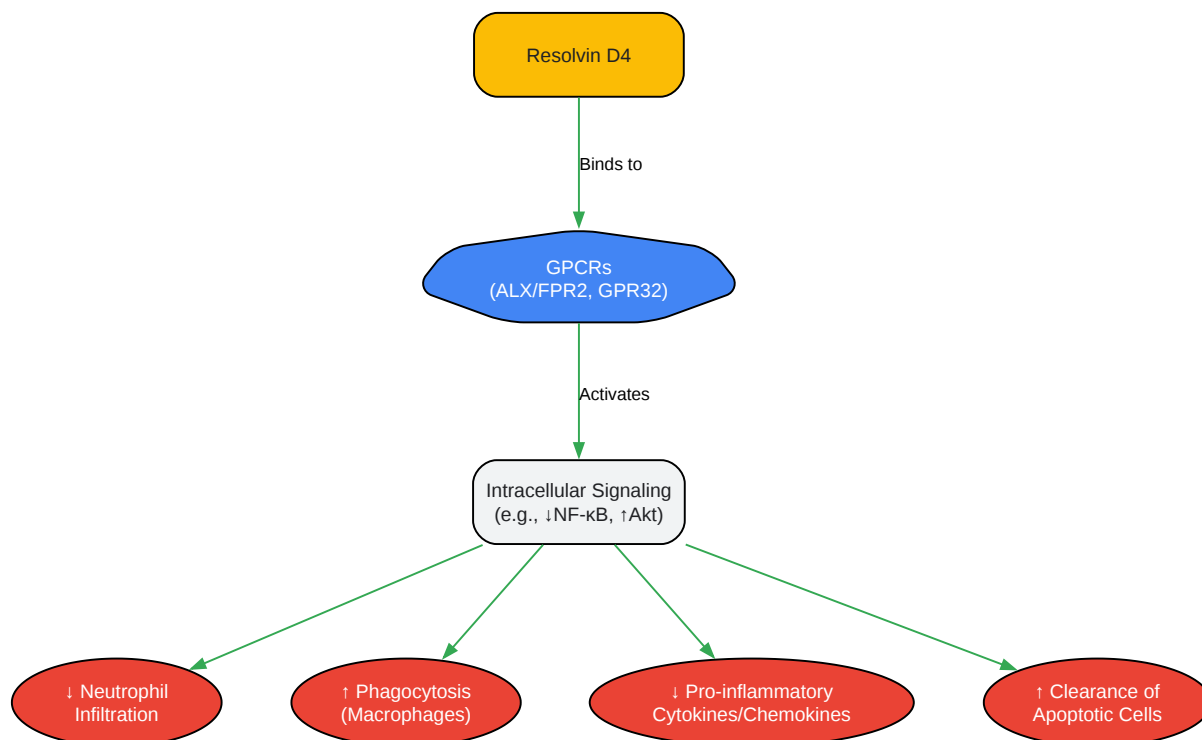 Resolvin D4
Binds to
GPCRs
(ALX/FPR2, GPR32)
Activates
Intracellular Signaling
(e.g., ↓NF-κB, ↑Akt)
↓ Neutrophil
Infiltration
↑ Phagocytosis
(Macrophages)
↓ Pro-inflammatory
Cytokines/Chemokines
↑ Clearance of
Apoptotic Cells